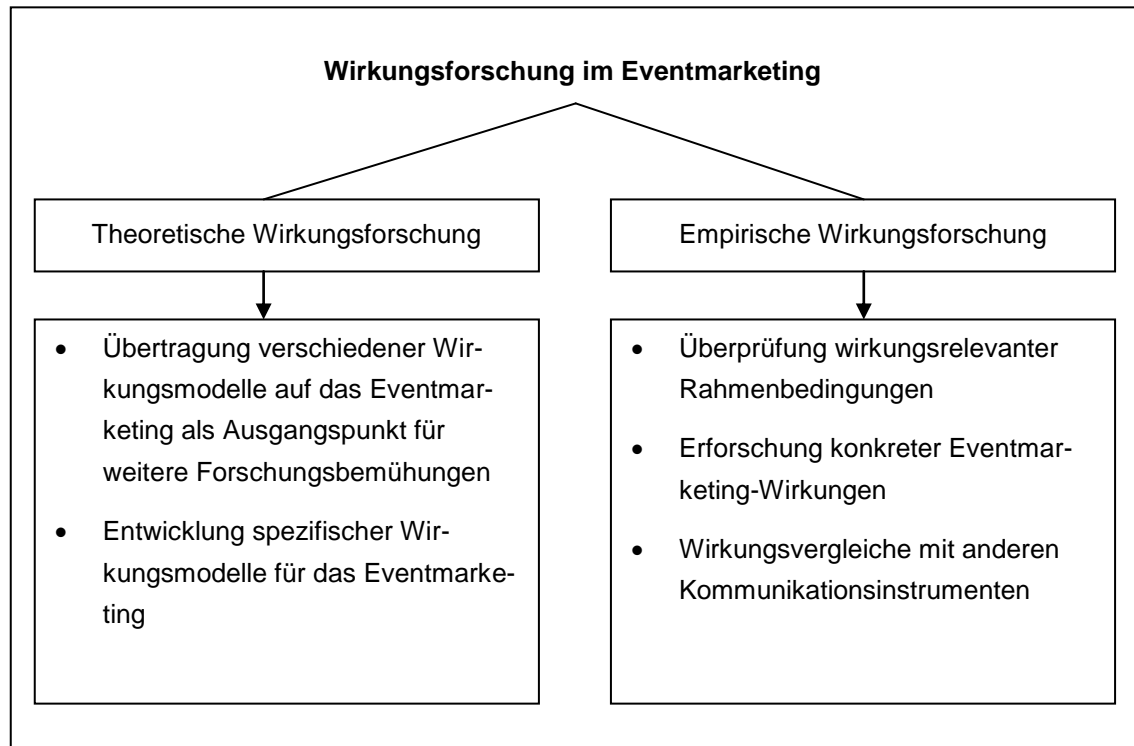 Wirkungsforschung im Eventmarketing
Theoretische Wirkungsforschung
• Übertragung verschiedener Wir-
kungsmodelle auf das Eventmar-
keting als Ausgangspunkt für
weitere Forschungsbemühungen
• Entwicklung spezifischer Wir-
kungsmodelle für das Eventmarke-
ting
Empirische Wirkungsforschung
• Überprüfung wirkungsrelevanter
Rahmenbedingungen
• Erforschung konkreter Eventmar-
keting-Wirkungen
• Wirkungsvergleiche mit anderen
Kommunikationsinstrumenten